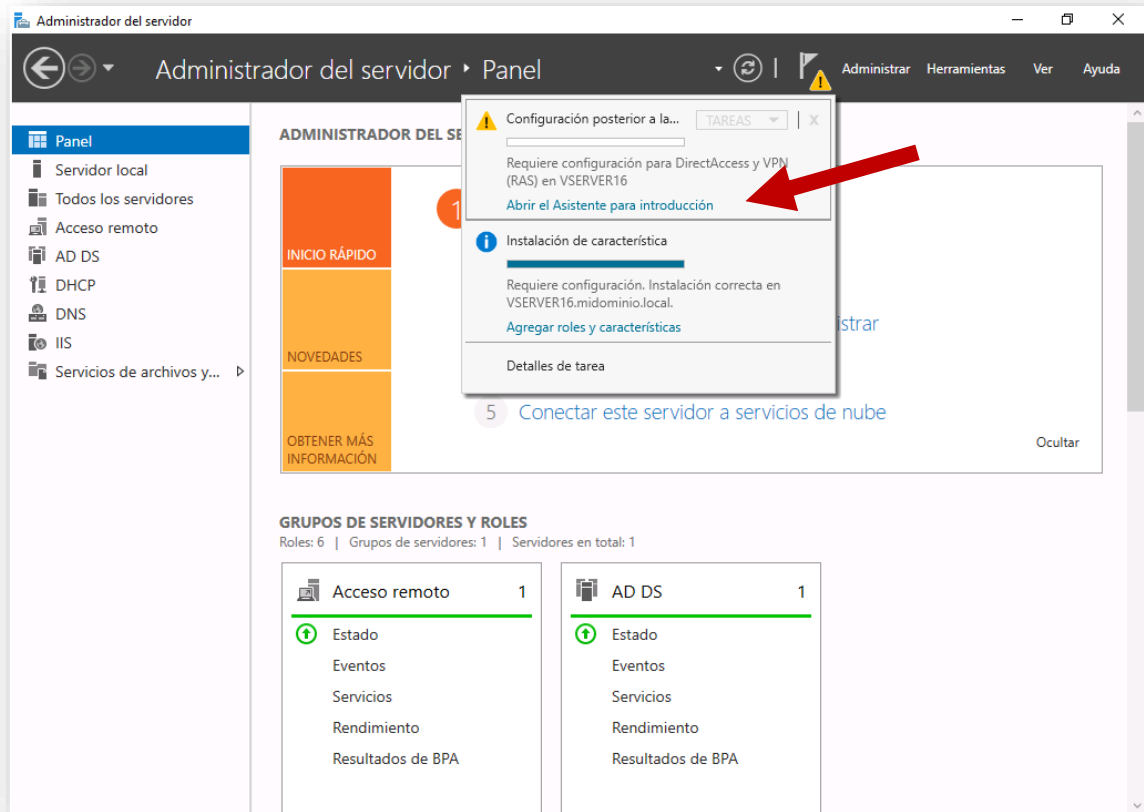 Administrador del servidor
Administrador del servidor Panel
Administrar Herramientas Ver Ayuda
Panel
Servidor local
Todos los servidores
Acceso remoto
AD DS
DHCP
DNS
IIS
Servicios de archivos y...
ADMINISTRADOR DEL SE
1
INICIO RÁPIDO
NOVEDADES
OBTENER MÁS
INFORMACIÓN
Configuración posterior a la... TAREAS X
Requiere configuración para DirectAccess y VPN
(RAS) en VSERVER16
Abrir el Asistente para introducción
Instalación de característica
Requiere configuración. Instalación correcta en
VSERVER16.midominio.local.
Agregar roles y características
Detalles de tarea
istrar
5 Conectar este servidor a servicios de nube
Ocultar
GRUPOS DE SERVIDORES Y ROLES
Roles: 6 | Grupos de servidores: 1 | Servidores en total: 1
Acceso remoto 1
Estado
Eventos
Servicios
Rendimiento
Resultados de BPA
AD DS 1
Estado
Eventos
Servicios
Rendimiento
Resultados de BPA